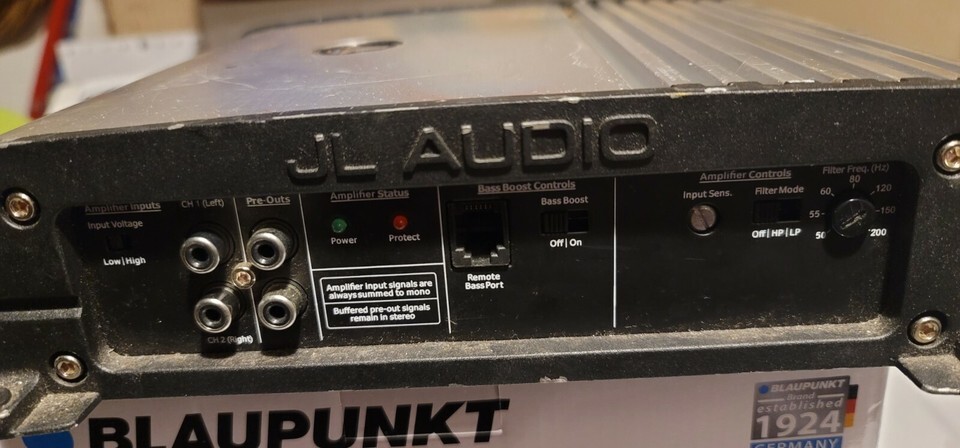 JL AUDIO
Amplifier Inputs
Input Voltage
Low|High
CH 1 (Left)
CH 2 (Right)
Pre-Outs
Amplifier Status
Power
Protect
Amplifier input signals are
always summed to mono
Buffered pre-out signals
remain in stereo
Bass Boost Controls
Remote
Bass Port
Bass Boost
Off|On
Amplifier Controls
Input Sens.
Filter Mode
Off|HP|LP
Filter Freq. (Hz)
80
60
120
55
150
50
200
BLAUPUNKT
BLAUPUNKT
Brand
established
1924
GERMANY